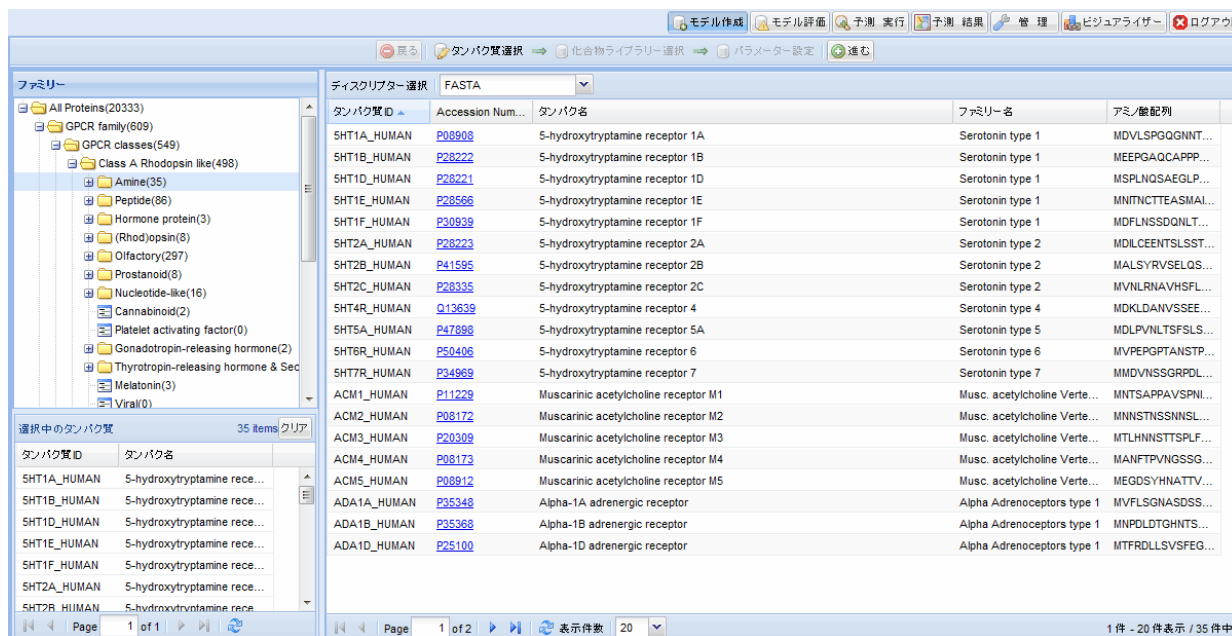 モデル作成 モデル評価 予測 実行 予測 結果 管 理 ビジュアライザー ログアウ
戻る タンパク質選択 化合物ライブラリー選択 パラメーター設定 進む
ファミリー
All Proteins(20333)
GPCR family(609)
GPCR classes(549)
Class A Rhodopsin like(498)
Amine(35)
Peptide(86)
Hormone protein(3)
(Rhod)opsin(8)
Olfactory(297)
Prostanoid(8)
Nucleotide-like(16)
Cannabinoid(2)
Platelet activating factor(0)
Gonadotropin-releasing hormone(2)
Thyrotropin-releasing hormone & Sec
Melatonin(3)
Viral(0)
選択中のタンパク質 35 items クリア
タンパク質ID タンパク名
5HT1A_HUMAN 5-hydroxytryptamine rece...
5HT1B_HUMAN 5-hydroxytryptamine rece...
5HT1D_HUMAN 5-hydroxytryptamine rece...
5HT1E_HUMAN 5-hydroxytryptamine rece...
5HT1F_HUMAN 5-hydroxytryptamine rece...
5HT2A_HUMAN 5-hydroxytryptamine rece...
5HT2B_HUMAN 5-hydroxytryptamine rece
Page 1 of 1
ディスクリプター選択 FASTA
タンパク質ID Accession Num... タンパク名 ファミリー名 アミノ酸配列
5HT1A_HUMAN P08908 5-hydroxytryptamine receptor 1A Serotonin type 1 MDVLSPGQGNNT...
5HT1B_HUMAN P28222 5-hydroxytryptamine receptor 1B Serotonin type 1 MEEPGAQCAPPP...
5HT1D_HUMAN P28221 5-hydroxytryptamine receptor 1D Serotonin type 1 MSPLNQSAEGLP...
5HT1E_HUMAN P28566 5-hydroxytryptamine receptor 1E Serotonin type 1 MNITNCTTEASMAI...
5HT1F_HUMAN P30939 5-hydroxytryptamine receptor 1F Serotonin type 1 MDFLNSSDQNLT...
5HT2A_HUMAN P28223 5-hydroxytryptamine receptor 2A Serotonin type 2 MDILCEENTSLSST...
5HT2B_HUMAN P41595 5-hydroxytryptamine receptor 2B Serotonin type 2 MALSYRVSELQS...
5HT2C_HUMAN P28335 5-hydroxytryptamine receptor 2C Serotonin type 2 MVNLRNAVHSFL...
5HT4R_HUMAN Q13639 5-hydroxytryptamine receptor 4 Serotonin type 4 MDKLDANVSSEE...
5HT5A_HUMAN P47898 5-hydroxytryptamine receptor 5A Serotonin type 5 MDLPVNLTSFSLS...
5HT6R_HUMAN P50406 5-hydroxytryptamine receptor 6 Serotonin type 6 MVPEPGPTANSTP...
5HT7R_HUMAN P34969 5-hydroxytryptamine receptor 7 Serotonin type 7 MMDVNSSGRPDL...
ACM1_HUMAN P11229 Muscarinic acetylcholine receptor M1 Musc. acetylcholine Verte... MNTSAPPAVSPNI...
ACM2_HUMAN P08172 Muscarinic acetylcholine receptor M2 Musc. acetylcholine Verte... MNNSTNSSNNSL...
ACM3_HUMAN P20309 Muscarinic acetylcholine receptor M3 Musc. acetylcholine Verte... MTLHNNSTTSPLF...
ACM4_HUMAN P08173 Muscarinic acetylcholine receptor M4 Musc. acetylcholine Verte... MANFTPVNGSSG...
ACM5_HUMAN P08912 Muscarinic acetylcholine receptor M5 Musc. acetylcholine Verte... MEGDSYHNATTV...
ADA1A_HUMAN P35348 Alpha-1A adrenergic receptor Alpha Adrenoceptors type 1 MVFLSGNASDSS...
ADA1B_HUMAN P35368 Alpha-1B adrenergic receptor Alpha Adrenoceptors type 1 MNPDLDTGHNTS...
ADA1D_HUMAN P25100 Alpha-1D adrenergic receptor Alpha Adrenoceptors type 1 MTFRDLLSVSFEG...
Page 1 of 2 表示件数 20 1 件 - 20 件表示 / 35 件中